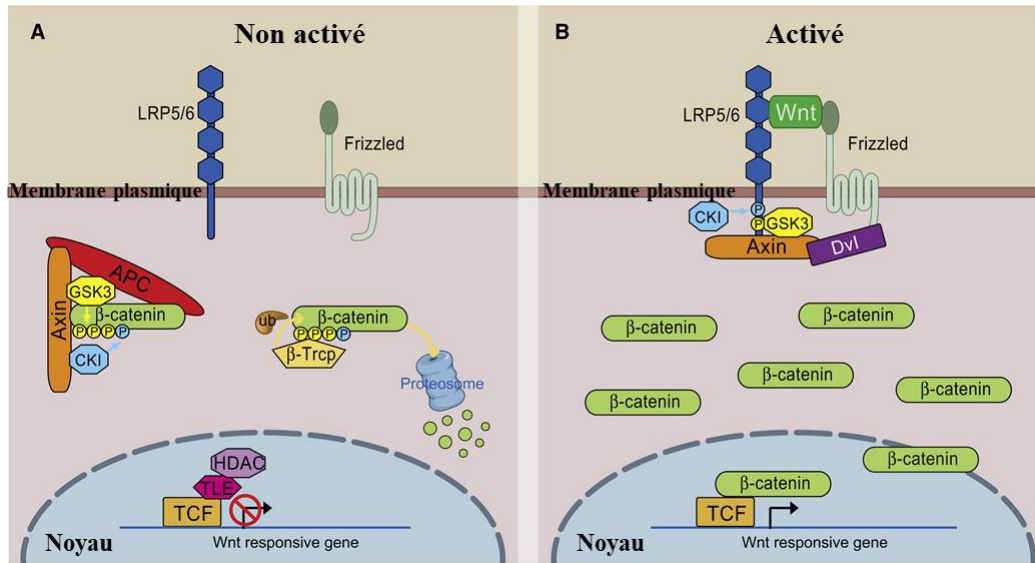 A
Non activé
LRP5/6
Frizzled
Membrane plasmique
APC
Axin
GSK3
β-catenin
P P P P
CKI
ub
β-catenin
P P P P
β-Trcp
Proteosome
HDAC
TLE
TCF
Noyau
Wnt responsive gene
B
Activé
LRP5/6
Wnt
Frizzled
Membrane plasmique
CKI
P
P
GSK3
Axin
Dvl
β-catenin
β-catenin
β-catenin
β-catenin
β-catenin
β-catenin
β-catenin
TCF
Noyau
Wnt responsive gene